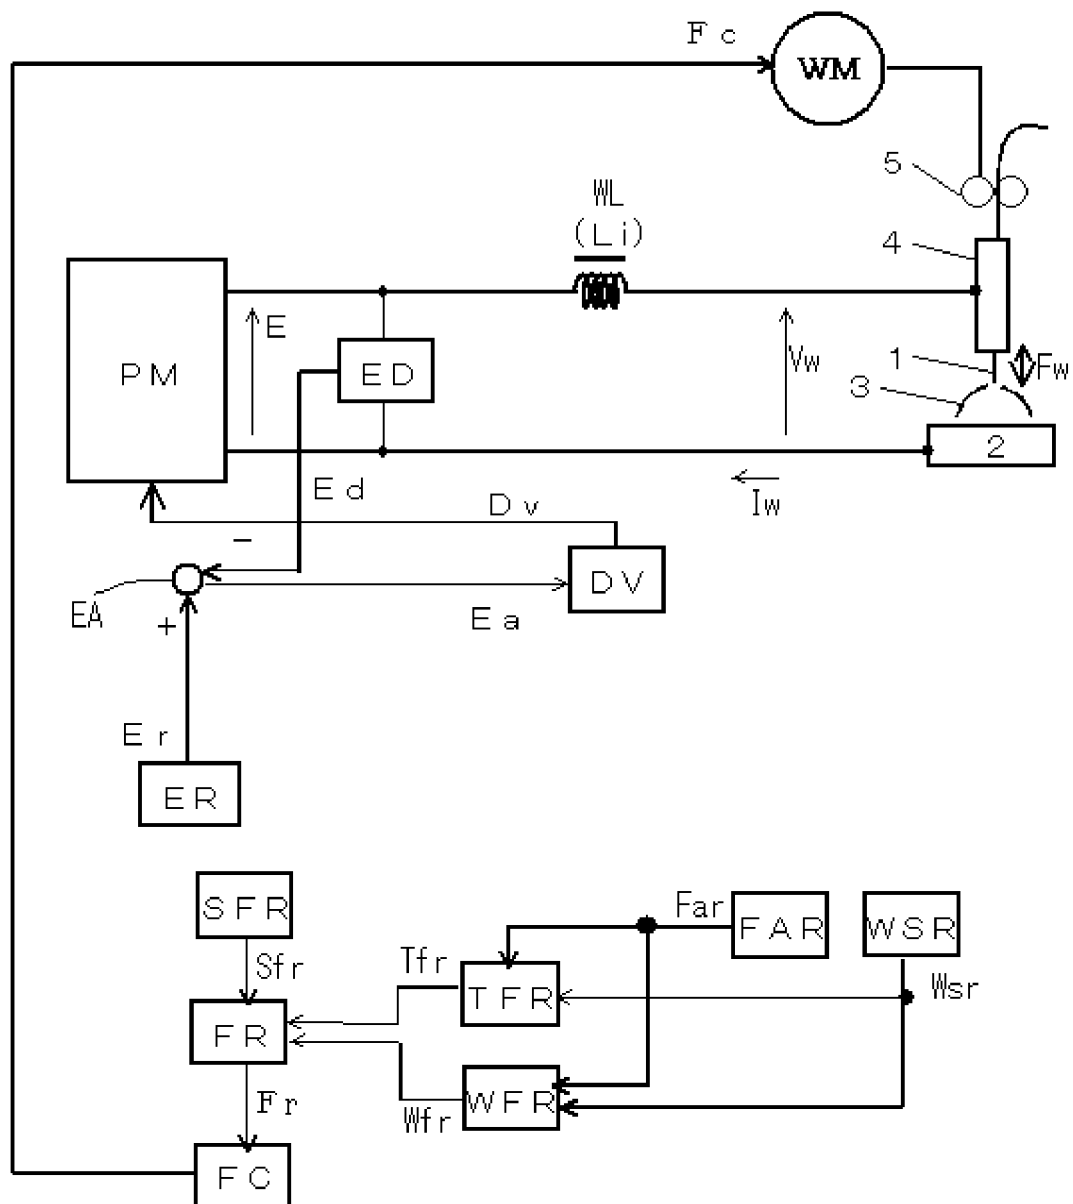 Fc
WM
5
WL
(Li)
4
E
PM
ED
Vw
1
Fw
3
2
Ed
Iw
Dv
−
DV
EA
+
Ea
Er
ER
SFR
Far
FAR
WSR
Sfr
Tfr
TFR
Wsr
FR
WFR
Wfr
Fr
FC